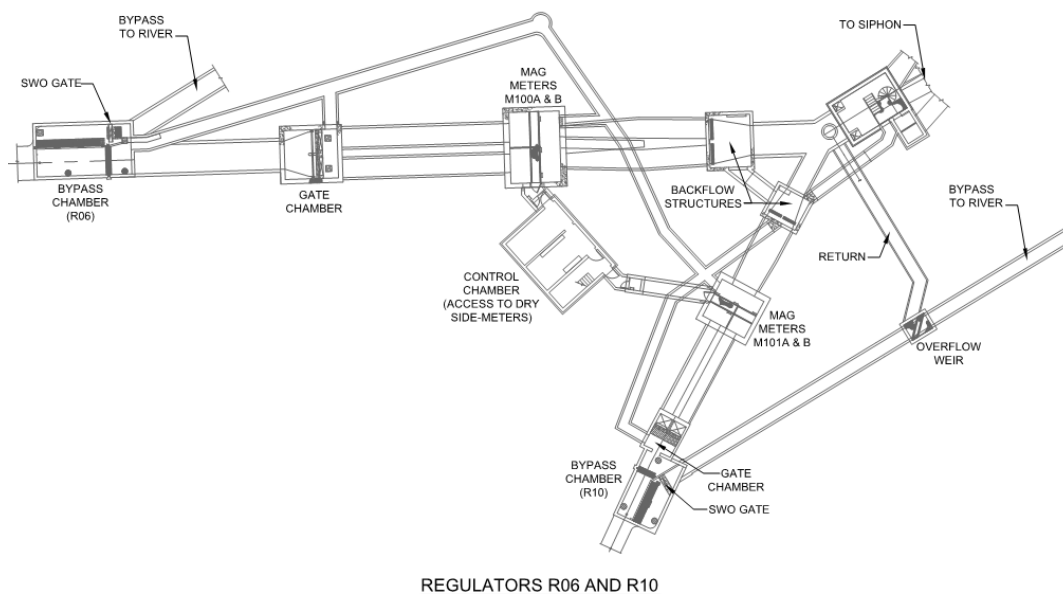 BYPASS
TO RIVER
SWO GATE
BYPASS
CHAMBER
(R06)
GATE
CHAMBER
MAG
METERS
M100A & B
TO SIPHON
BACKFLOW
STRUCTURES
BYPASS
TO RIVER
RETURN
CONTROL
CHAMBER
(ACCESS TO DRY
SIDE-METERS)
MAG
METERS
M101A & B
OVERFLOW
WEIR
BYPASS
CHAMBER
(R10)
GATE
CHAMBER
SWO GATE
REGULATORS R06 AND R10